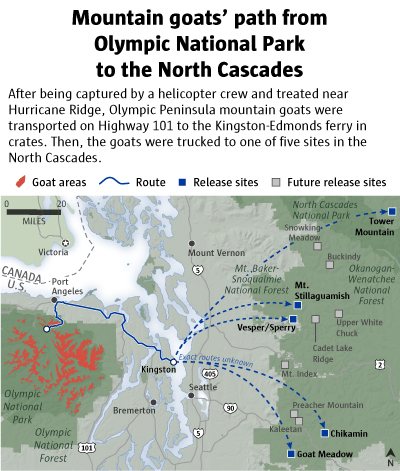 Mountain goats' path from
Olympic National Park
to the North Cascades
After being captured by a helicopter crew and treated near
Hurricane Ridge, Olympic Peninsula mountain goats were
transported on Highway 101 to the Kingston-Edmonds ferry in
crates. Then, the goats were trucked to one of five sites in the
North Cascades.
Goat areas Route Release sites Future release sites
0 20
MILES
North Cascades
National Park
Tower
Mountain
Snowking
Meadow
Victoria
Mount Vernon
Buckindy
5
CANADA
U.S.
Mt. Baker-
Snoqualmie
National Forest
Okanogan-
Wenatchee
National
Forest
Port
Angeles
Mt.
Stillaguamish
Vesper/Sperry
Upper White
Chuck
Cadet Lake
Ridge
Exact routes unknown
Kingston
405
Mt. Index
2
Seattle
Olympic
National
Park
Bremerton
90
Preacher Mountain
Kaleetan
Chikamin
Olympic
National
Forest
101
5
Goat Meadow
N